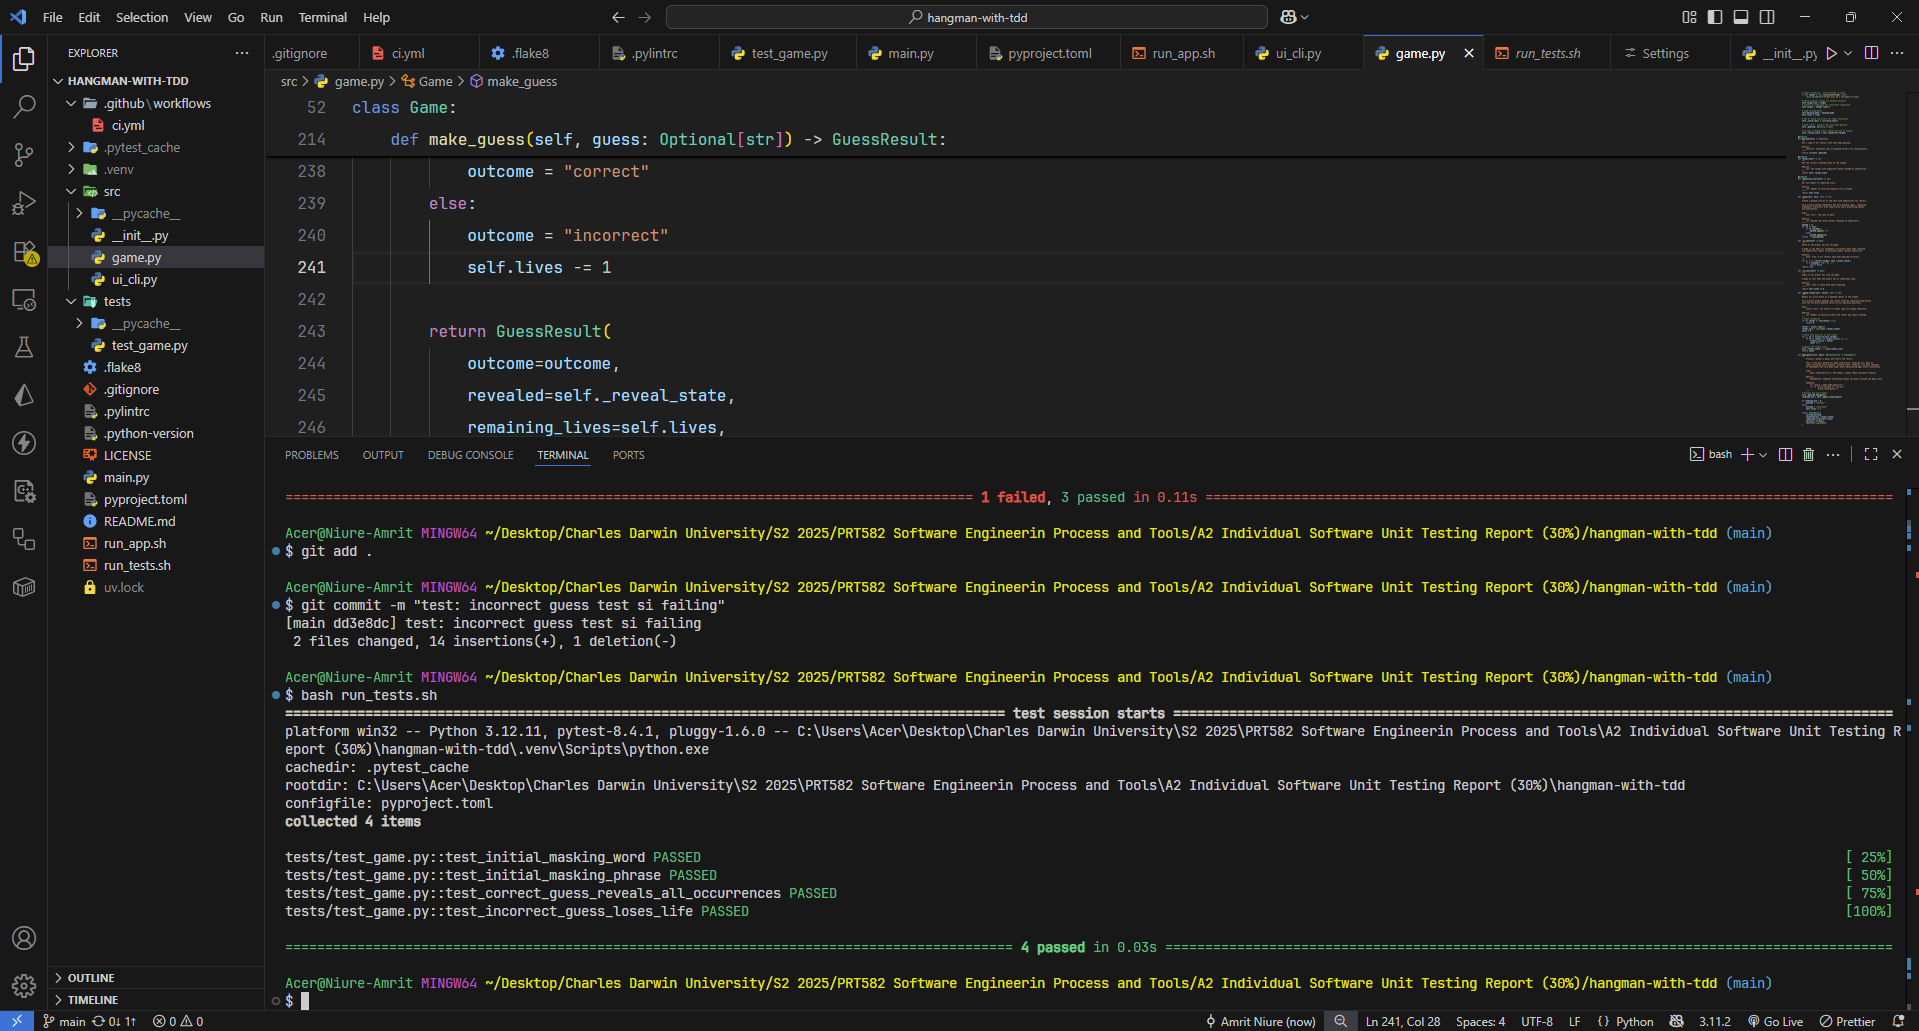 File Edit Selection View Go Run Terminal Help
hangman-with-tdd
EXPLORER
.gitignore
ci.yml
.flake8
.pylintrc
test_game.py
main.py
pyproject.toml
run_app.sh
ui_cli.py
game.py
run_tests.sh
Settings
__init__.py
HANGMAN-WITH-TDD
.github\workflows
ci.yml
.pytest_cache
.venv
src
__pycache__
__init__.py
game.py
ui_cli.py
tests
__pycache__
test_game.py
.flake8
.gitignore
.pylintrc
.python-version
LICENSE
main.py
pyproject.toml
README.md
run_app.sh
run_tests.sh
uv.lock
OUTLINE
TIMELINE
src > game.py > Game > make_guess
52 class Game:
214 def make_guess(self, guess: Optional[str]) -> GuessResult:
238 outcome = "correct"
239 else:
240 outcome = "incorrect"
241 self.lives -= 1
242
243 return GuessResult(
244 outcome=outcome,
245 revealed=self._reveal_state,
246 remaining_lives=self.lives,
PROBLEMS OUTPUT DEBUG CONSOLE TERMINAL PORTS
bash
1 failed, 3 passed in 0.11s
Acer@Niure-Amrit MINGW64 ~/Desktop/Charles Darwin University/S2 2025/PRT582 Software Engineerin Process and Tools/A2 Individual Software Unit Testing Report (30%)/hangman-with-tdd (main)
$ git add .
Acer@Niure-Amrit MINGW64 ~/Desktop/Charles Darwin University/S2 2025/PRT582 Software Engineerin Process and Tools/A2 Individual Software Unit Testing Report (30%)/hangman-with-tdd (main)
$ git commit -m "test: incorrect guess test si failing"
[main dd3e8dc] test: incorrect guess test si failing
2 files changed, 14 insertions(+), 1 deletion(-)
Acer@Niure-Amrit MINGW64 ~/Desktop/Charles Darwin University/S2 2025/PRT582 Software Engineerin Process and Tools/A2 Individual Software Unit Testing Report (30%)/hangman-with-tdd (main)
$ bash run_tests.sh
test session starts
platform win32 -- Python 3.12.11, pytest-8.4.1, pluggy-1.6.0 -- C:\Users\Acer\Desktop\Charles Darwin University\S2 2025\PRT582 Software Engineerin Process and Tools\A2 Individual Software Unit Testing R
eport (30%)\hangman-with-tdd\.venv\Scripts\python.exe
cachedir: .pytest_cache
rootdir: C:\Users\Acer\Desktop\Charles Darwin University\S2 2025\PRT582 Software Engineerin Process and Tools\A2 Individual Software Unit Testing Report (30%)\hangman-with-tdd
configfile: pyproject.toml
collected 4 items
tests/test_game.py::test_initial_masking_word PASSED [ 25%]
tests/test_game.py::test_initial_masking_phrase PASSED [ 50%]
tests/test_game.py::test_correct_guess_reveals_all_occurrences PASSED [ 75%]
tests/test_game.py::test_incorrect_guess_loses_life PASSED [100%]
4 passed in 0.03s
Acer@Niure-Amrit MINGW64 ~/Desktop/Charles Darwin University/S2 2025/PRT582 Software Engineerin Process and Tools/A2 Individual Software Unit Testing Report (30%)/hangman-with-tdd (main)
$
main 0↓ 1↑ 0 0 Amrit Niure (now) Ln 241, Col 28 Spaces: 4 UTF-8 LF {} Python 3.11.2 Go Live Prettier